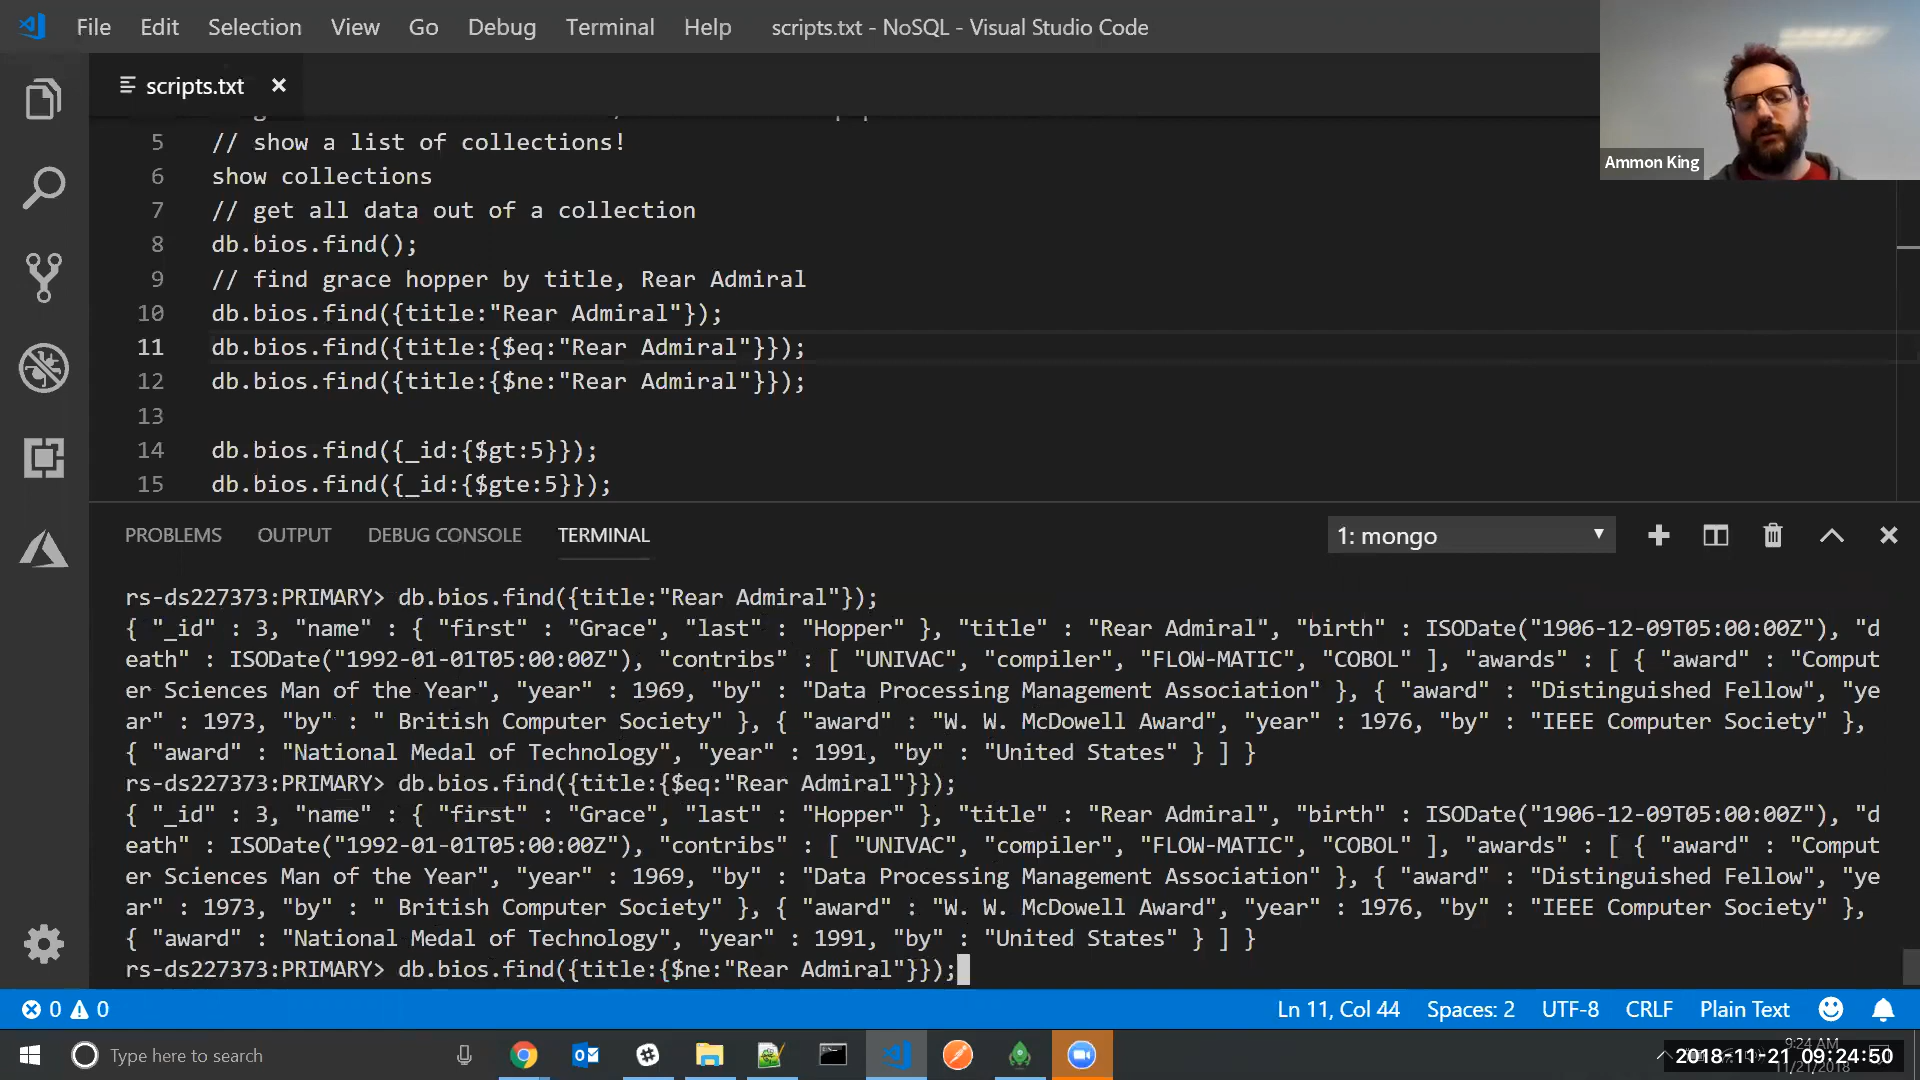 File Edit Selection View Go Debug Terminal Help scripts.txt - NoSQL - Visual Studio Code
scripts.txt ×
Ammon King
5 // show a list of collections!
6 show collections
7 // get all data out of a collection
8 db.bios.find();
9 // find grace hopper by title, Rear Admiral
10 db.bios.find({title:"Rear Admiral"});
11 db.bios.find({title:{$eq:"Rear Admiral"}});
12 db.bios.find({title:{$ne:"Rear Admiral"}});
13
14 db.bios.find({_id:{$gt:5}});
15 db.bios.find({_id:{$gte:5}});
PROBLEMS OUTPUT DEBUG CONSOLE TERMINAL 1: mongo
rs-ds227373:PRIMARY> db.bios.find({title:"Rear Admiral"});
{ "_id" : 3, "name" : { "first" : "Grace", "last" : "Hopper" }, "title" : "Rear Admiral", "birth" : ISODate("1906-12-09T05:00:00Z"), "d
eath" : ISODate("1992-01-01T05:00:00Z"), "contribs" : [ "UNIVAC", "compiler", "FLOW-MATIC", "COBOL" ], "awards" : [ { "award" : "Comput
er Sciences Man of the Year", "year" : 1969, "by" : "Data Processing Management Association" }, { "award" : "Distinguished Fellow", "ye
ar" : 1973, "by" : " British Computer Society" }, { "award" : "W. W. McDowell Award", "year" : 1976, "by" : "IEEE Computer Society" },
{ "award" : "National Medal of Technology", "year" : 1991, "by" : "United States" } ] }
rs-ds227373:PRIMARY> db.bios.find({title:{$eq:"Rear Admiral"}});
{ "_id" : 3, "name" : { "first" : "Grace", "last" : "Hopper" }, "title" : "Rear Admiral", "birth" : ISODate("1906-12-09T05:00:00Z"), "d
eath" : ISODate("1992-01-01T05:00:00Z"), "contribs" : [ "UNIVAC", "compiler", "FLOW-MATIC", "COBOL" ], "awards" : [ { "award" : "Comput
er Sciences Man of the Year", "year" : 1969, "by" : "Data Processing Management Association" }, { "award" : "Distinguished Fellow", "ye
ar" : 1973, "by" : " British Computer Society" }, { "award" : "W. W. McDowell Award", "year" : 1976, "by" : "IEEE Computer Society" },
{ "award" : "National Medal of Technology", "year" : 1991, "by" : "United States" } ] }
rs-ds227373:PRIMARY> db.bios.find({title:{$ne:"Rear Admiral"}});
0 0 Ln 11, Col 44 Spaces: 2 UTF-8 CRLF Plain Text
Type here to search
9:24 AM
2018-11-21 09:24:50
11/21/2018